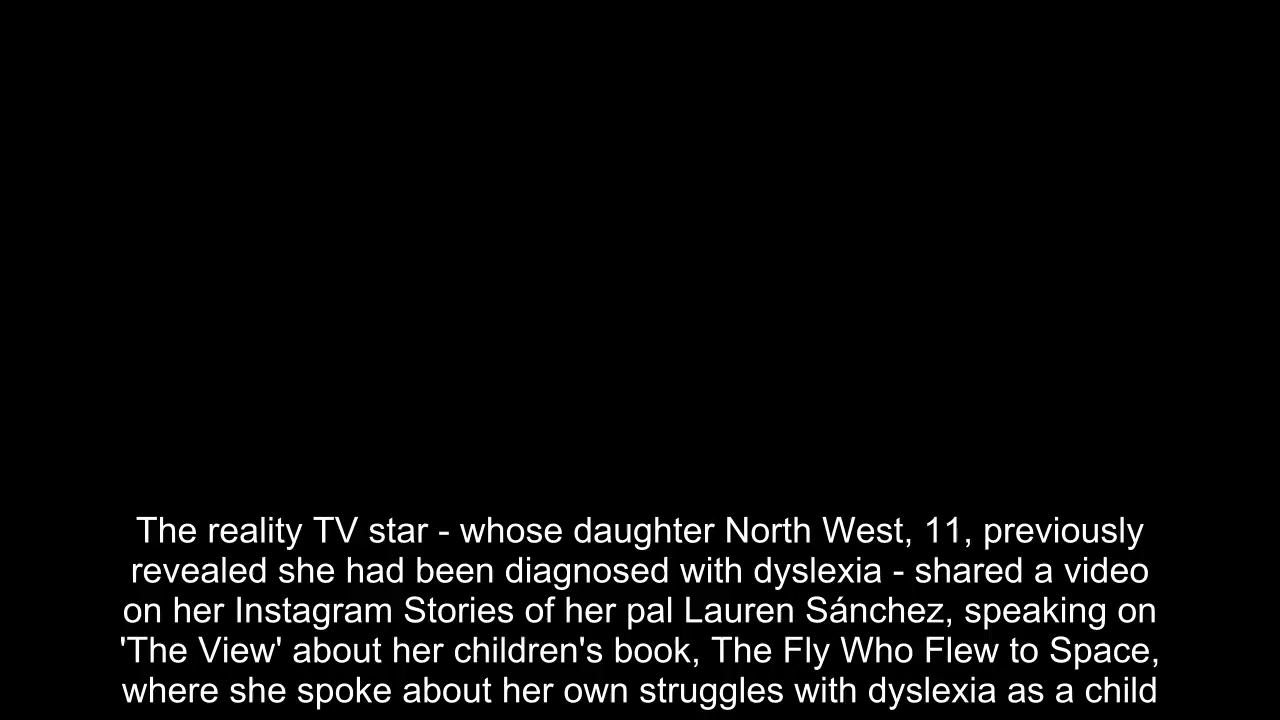 The reality TV star - whose daughter North West, 11, previously
revealed she had been diagnosed with dyslexia - shared a video
on her Instagram Stories of her pal Lauren Sánchez, speaking on
'The View' about her children's book, The Fly Who Flew to Space,
where she spoke about her own struggles with dyslexia as a child